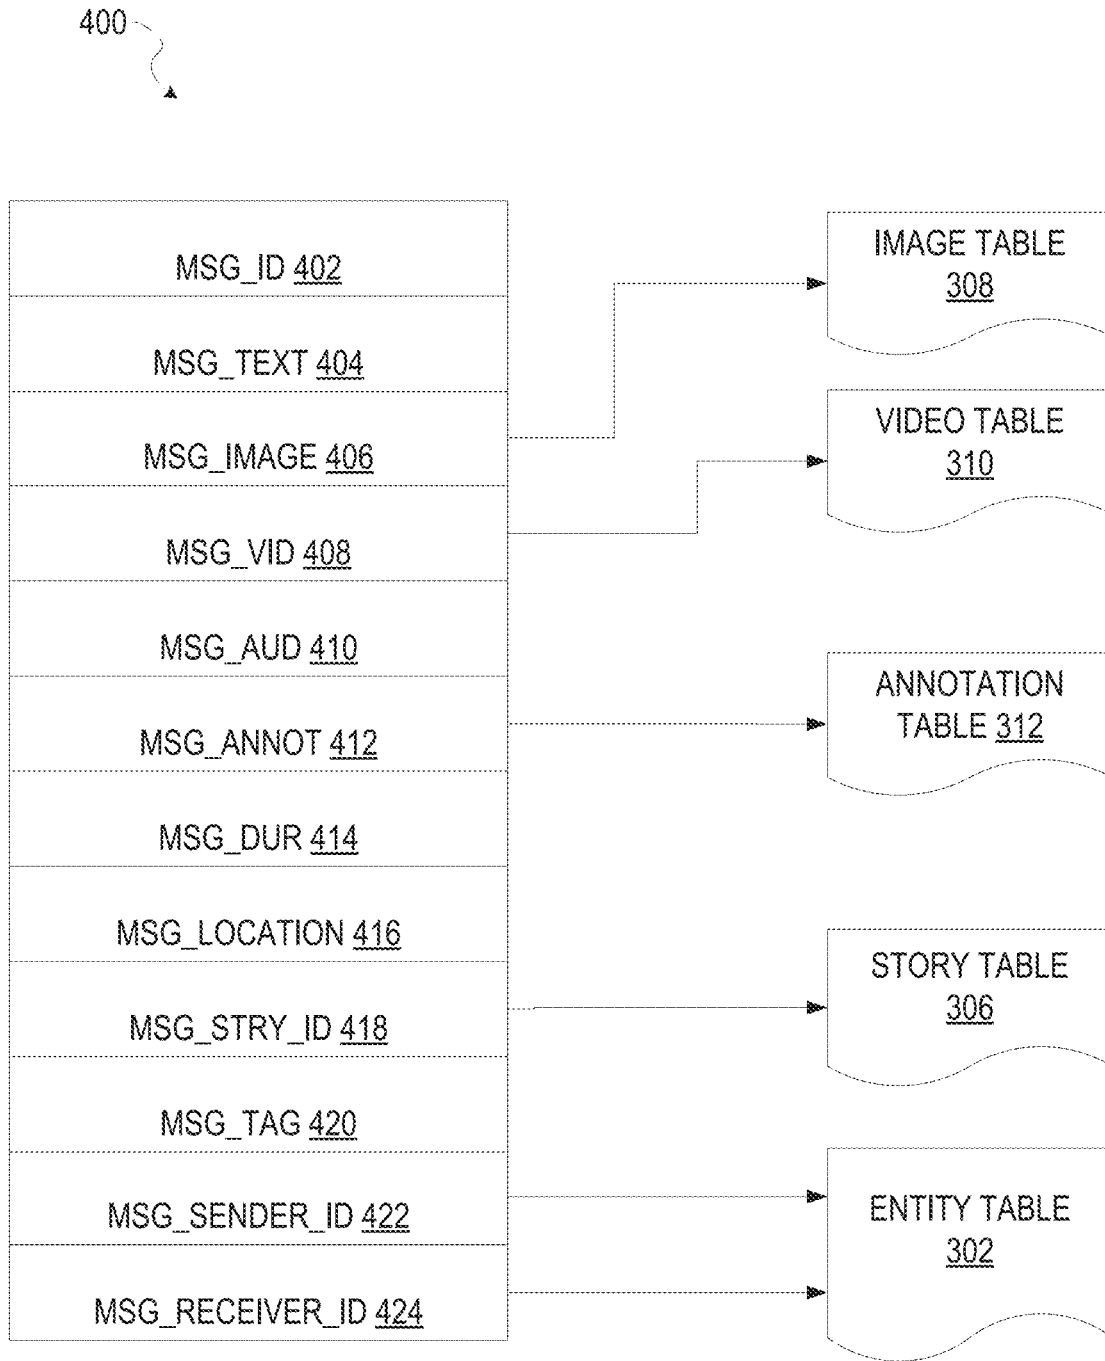 400
MSG_ID 402
MSG_TEXT 404
MSG_IMAGE 406
MSG_VID 408
MSG_AUD 410
MSG_ANNOT 412
MSG_DUR 414
MSG_LOCATION 416
MSG_STRY_ID 418
MSG_TAG 420
MSG_SENDER_ID 422
MSG_RECEIVER_ID 424
IMAGE TABLE
308
VIDEO TABLE
310
ANNOTATION
TABLE 312
STORY TABLE
306
ENTITY TABLE
302